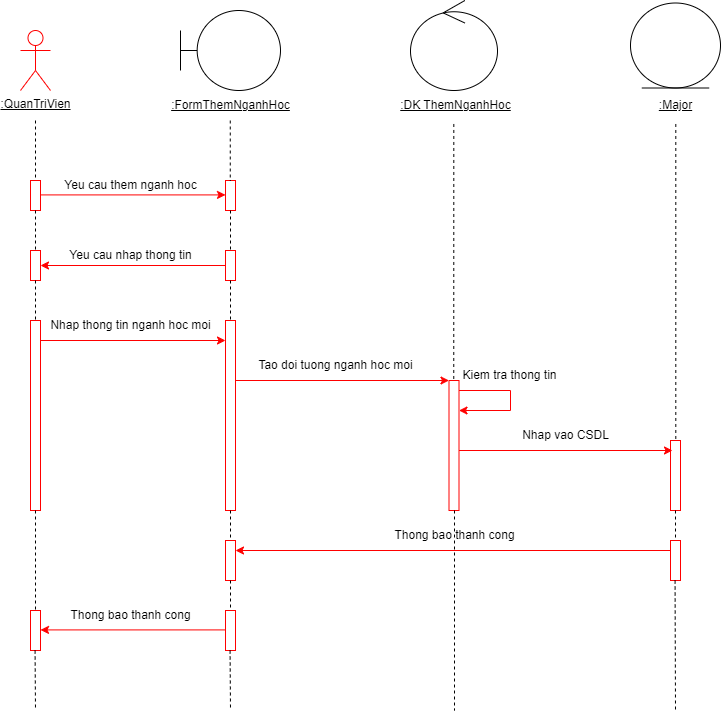 :QuanTriVien
:FormThemNganhHoc
:DK ThemNganhHoc
:Major
Yeu cau them nganh hoc
Yeu cau nhap thong tin
Nhap thong tin nganh hoc moi
Tao doi tuong nganh hoc moi
Kiem tra thong tin
Nhap vao CSDL
Thong bao thanh cong
Thong bao thanh cong